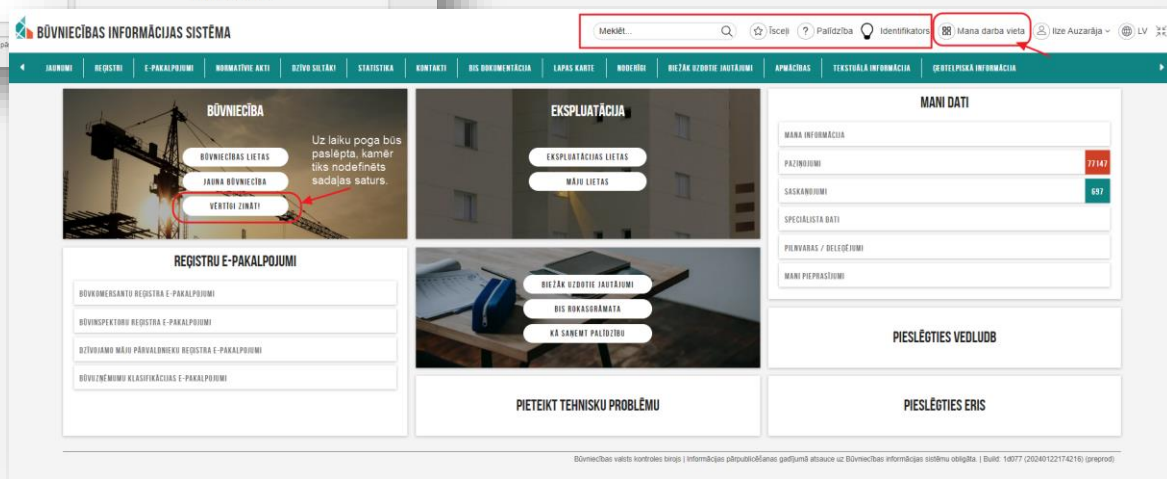 BŪVNIECĪBAS INFORMĀCIJAS SISTĒMA
Meklēt...
Īsceļi
Palīdzība
Identifikators
Mana darba vieta
Ilze Auzarāja
LV
JAUNUMI
REĢISTRI
E-PAKALPOJUMI
NORMATĪVIE AKTI
DZĪVO SILTĀK!
STATISTIKA
KONTAKTI
BIS DOKUMENTĀCIJA
LAPAS KARTE
NODERĪGI
BIEŽĀK UZDOTIE JAUTĀJUMI
APMĀCĪBAS
TEKSTUĀLĀ INFORMĀCIJA
ĢEOTELPISKĀ INFORMĀCIJA
BŪVNIECĪBA
BŪVNIECĪBAS LIETAS
JAUNA BŪVNIECĪBA
VĒRTĪGI ZINĀT!
Uz laiku poga būs
paslēpta, kamēr
tiks nodefinēts
sadaļas saturs.
EKSPLUATĀCIJA
EKSPLUATĀCIJAS LIETAS
MĀJU LIETAS
MANI DATI
MANA INFORMĀCIJA
PAZIŅOJUMI 77147
SASKAŅOJUMI 697
SPECIĀLISTA DATI
PILNVARAS / DELEĢĒJUMI
MANI PIEPRASĪJUMI
REĢISTRU E-PAKALPOJUMI
BŪVKOMERSANTU REĢISTRA E-PAKALPOJUMI
BŪVINSPEKTORU REĢISTRA E-PAKALPOJUMI
DZĪVOJAMO MĀJU PĀRVALDNIEKU REĢISTRA E-PAKALPOJUMI
BŪVUZŅĒMUMU KLASIFIKĀCIJAS E-PAKALPOJUMI
BIEŽĀK UZDOTIE JAUTĀJUMI
BIS ROKASGRĀMATA
KĀ SAŅEMT PALĪDZĪBU
PIESLĒGTIES VEDLUDB
PIETEIKT TEHNISKU PROBLĒMU
PIESLĒGTIES ERIS
Būvniecības valsts kontroles birojs | Informācijas pārpublicēšanas gadījumā atsauce uz Būvniecības informācijas sistēmu obligāta. | Build: 1d077 (20240122174216) (preprod)